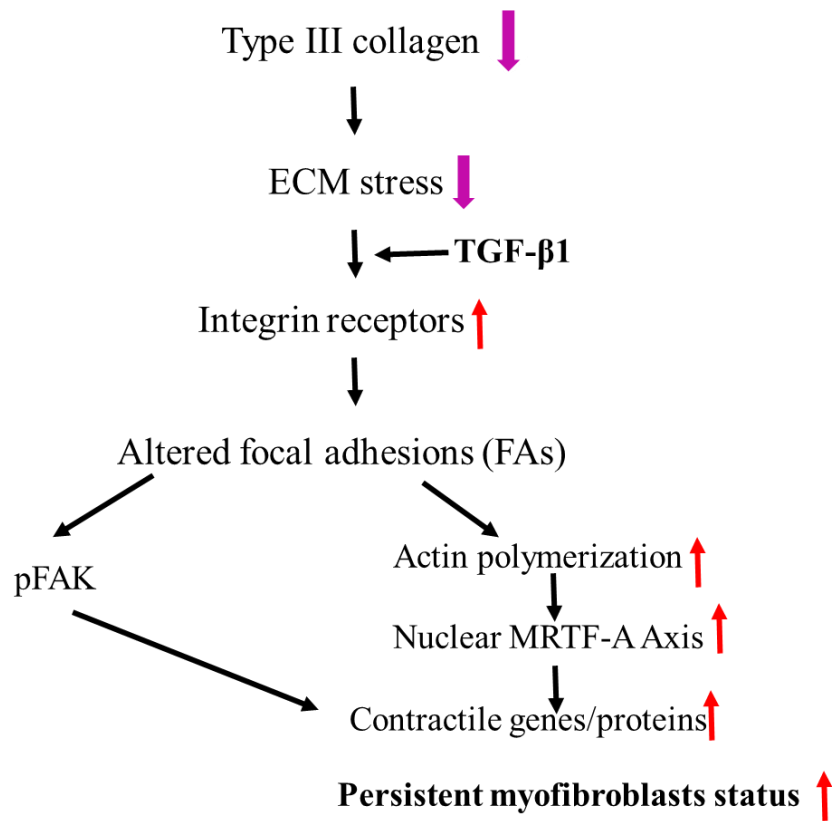 Type III collagen
ECM stress
TGF-β1
Integrin receptors
Altered focal adhesions (FAs)
Actin polymerization
pFAK
Nuclear MRTF-A Axis
Contractile genes/proteins
Persistent myofibroblasts status